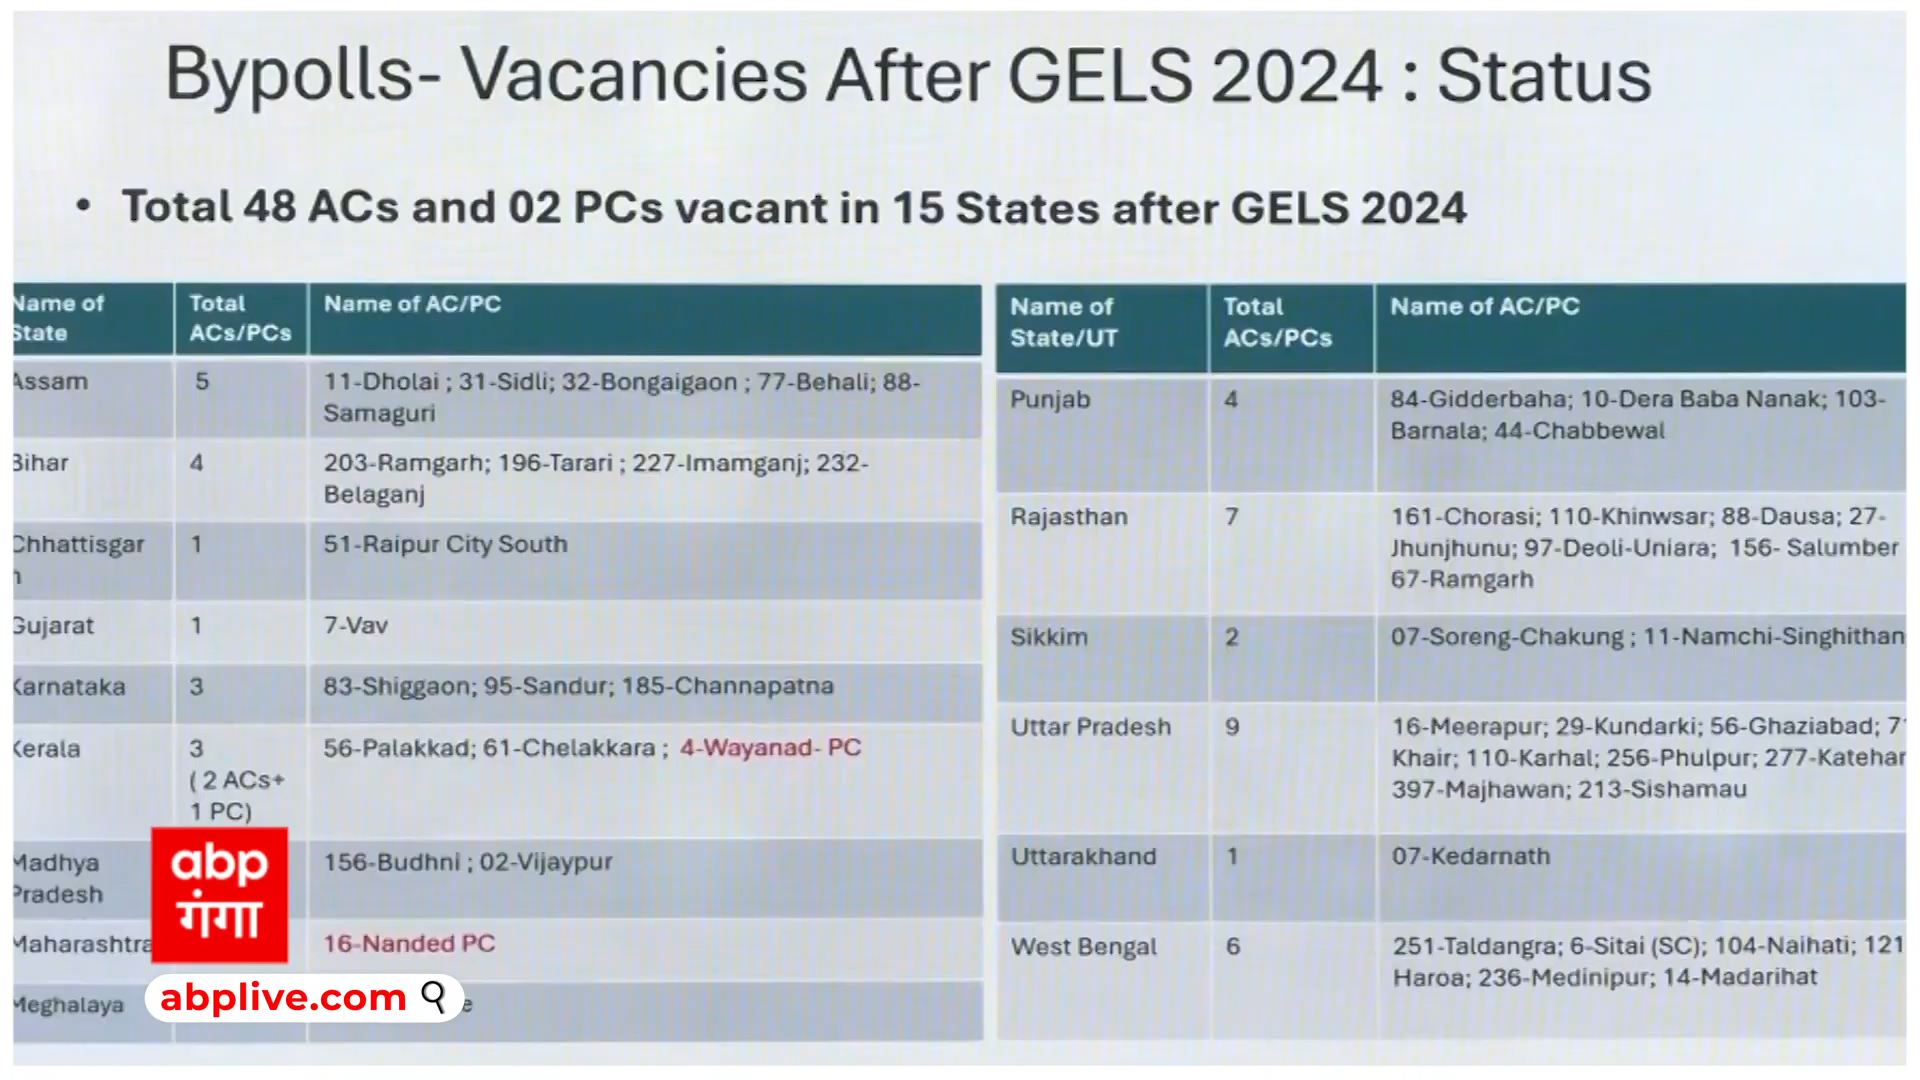 Bypolls- Vacancies After GELS 2024 : Status
• Total 48 ACs and 02 PCs vacant in 15 States after GELS 2024
Name of
State
Total
ACs/PCs
Name of AC/PC
Assam
5
11-Dholai ; 31-Sidli; 32-Bongaigaon ; 77-Behali; 88-
Samaguri
Bihar
4
203-Ramgarh; 196-Tarari ; 227-Imamganj; 232-
Belaganj
Chhattisgar
h
1
51-Raipur City South
Gujarat
1
7-Vav
Karnataka
3
83-Shiggaon; 95-Sandur; 185-Channapatna
Kerala
3
( 2 ACs+
1 PC)
56-Palakkad; 61-Chelakkara ; 4-Wayanad- PC
Madhya
Pradesh
156-Budhni ; 02-Vijaypur
Maharashtra
16-Nanded PC
Meghalaya
Name of
State/UT
Total
ACs/PCs
Name of AC/PC
Punjab
4
84-Gidderbaha; 10-Dera Baba Nanak; 103-
Barnala; 44-Chabbewal
Rajasthan
7
161-Chorasi; 110-Khinwsar; 88-Dausa; 27-
Jhunjhunu; 97-Deoli-Uniara; 156- Salumber
67-Ramgarh
Sikkim
2
07-Soreng-Chakung ; 11-Namchi-Singhithan
Uttar Pradesh
9
16-Meerapur; 29-Kundarki; 56-Ghaziabad;
Khair; 110-Karhal; 256-Phulpur; 277-Katehar
397-Majhawan; 213-Sishamau
Uttarakhand
1
07-Kedarnath
West Bengal
6
251-Taldangra; 6-Sitai (SC); 104-Naihati; 121
Haroa; 236-Medinipur; 14-Madarihat
abp
गंगा
abplive.com